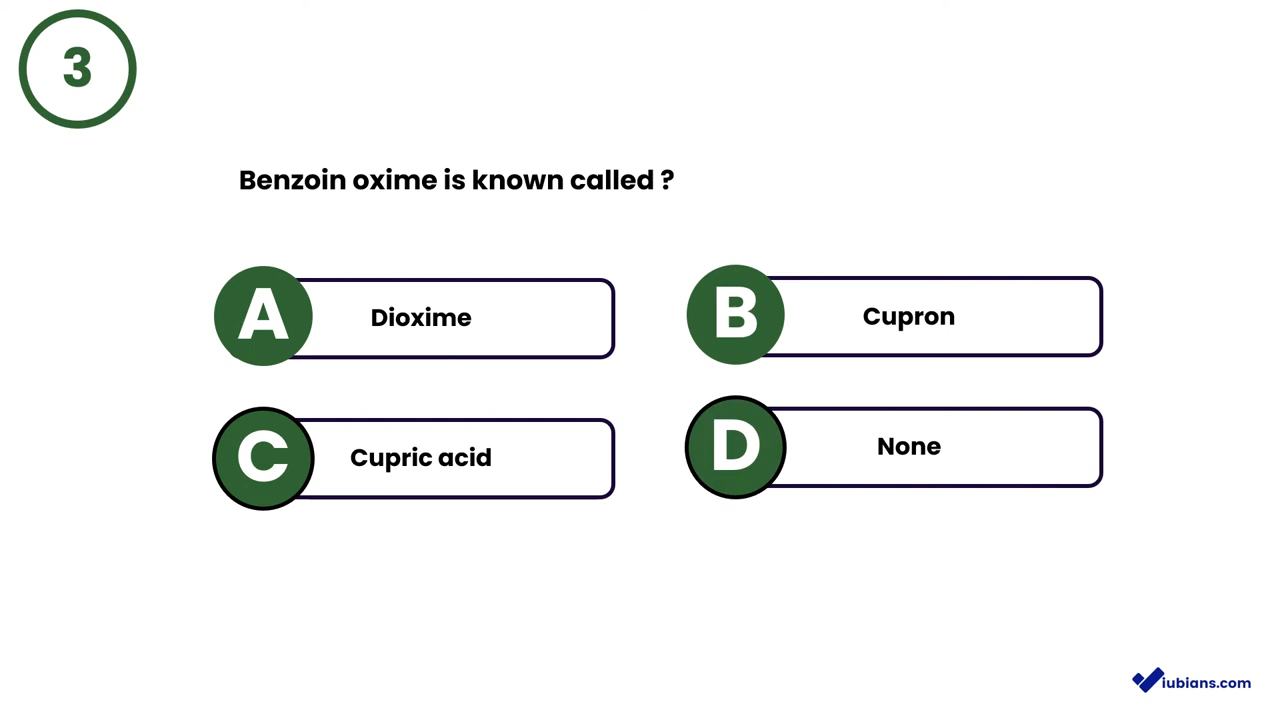 3
Benzoin oxime is known called ?
A Dioxime
B Cupron
C Cupric acid
D None
iubians.com